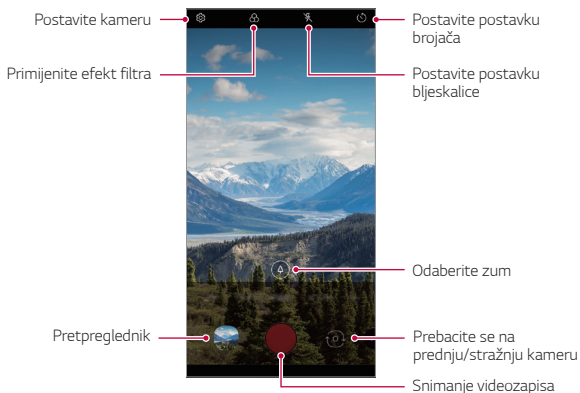 Postavite kameru
Primijenite efekt filtra
Postavite postavku
brojača
Postavite postavku
bljeskalice
Odaberite zum
Pretpreglednik
Prebacite se na
prednju/stražnju kameru
Snimanje videozapisa